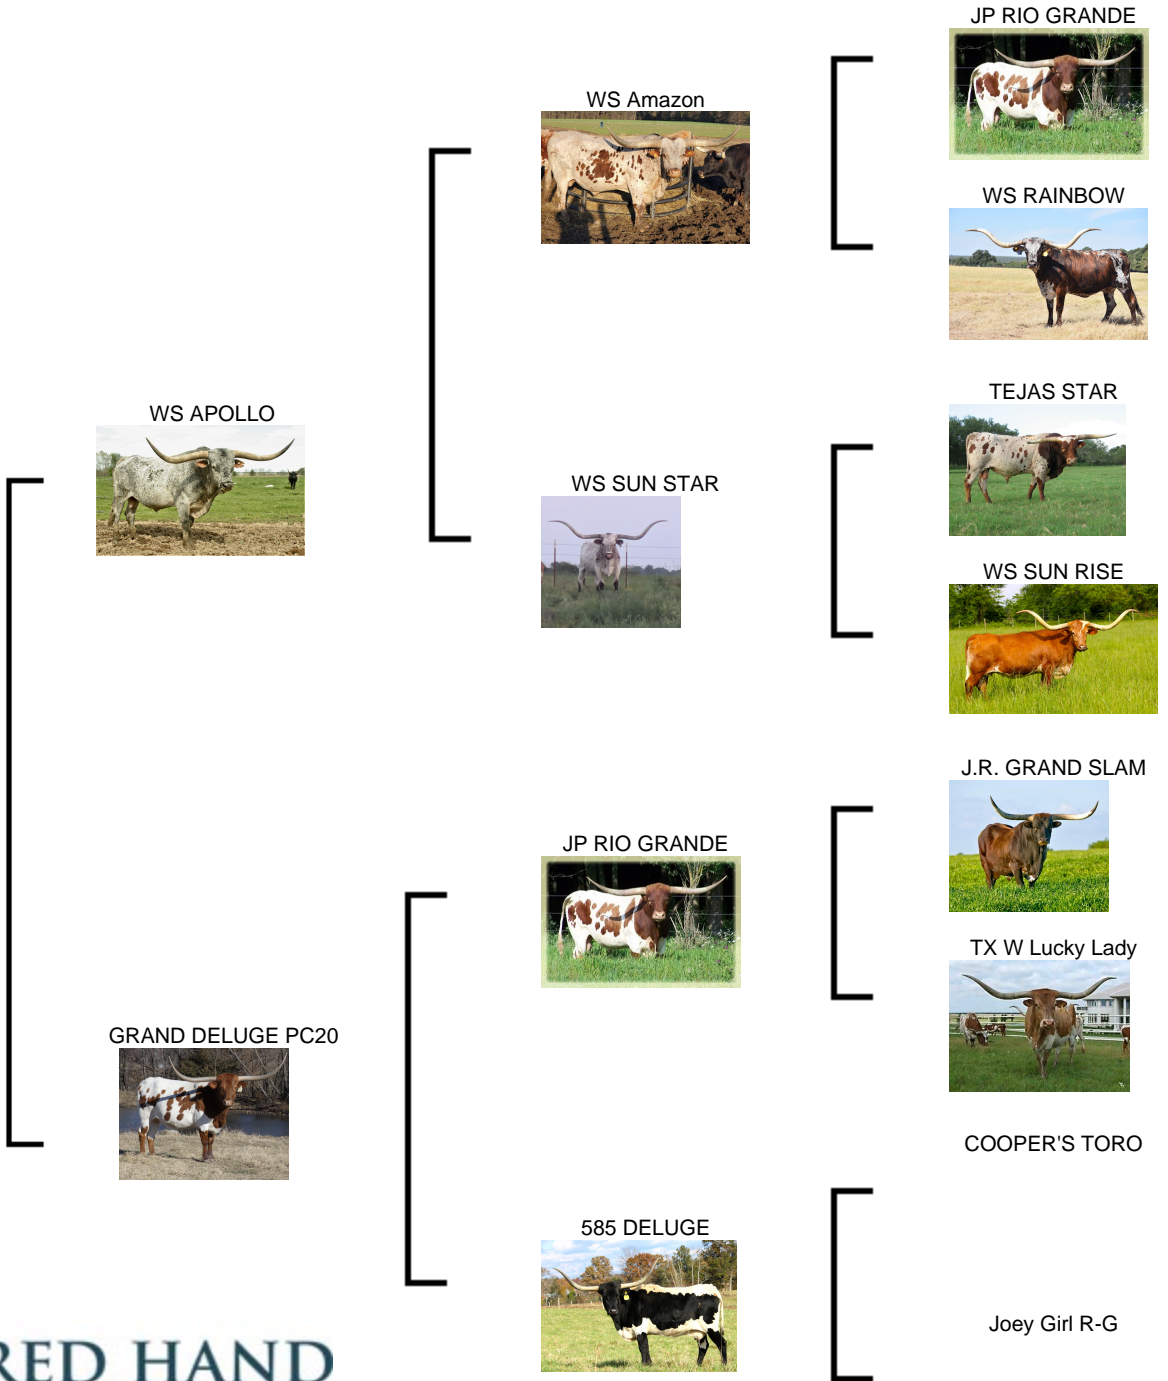 JP RIO GRANDE
WS Amazon
WS RAINBOW
TEJAS STAR
WS APOLLO
WS SUN STAR
WS SUN RISE
J.R. GRAND SLAM
JP RIO GRANDE
TX W Lucky Lady
GRAND DELUGE PC20
COOPER'S TORO
585 DELUGE
Joey Girl R-G
RED HAND